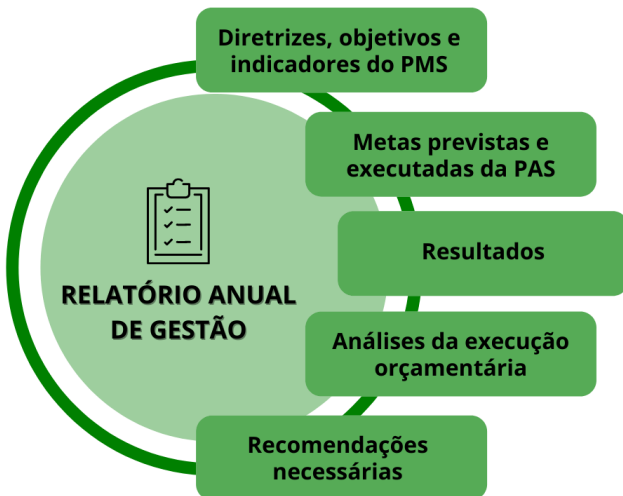 Diretrizes, objetivos e
indicadores do PMS
Metas previstas e
executadas da PAS
Resultados
RELATÓRIO ANUAL
DE GESTÃO
Análises da execução
orçamentária
Recomendações
necessárias